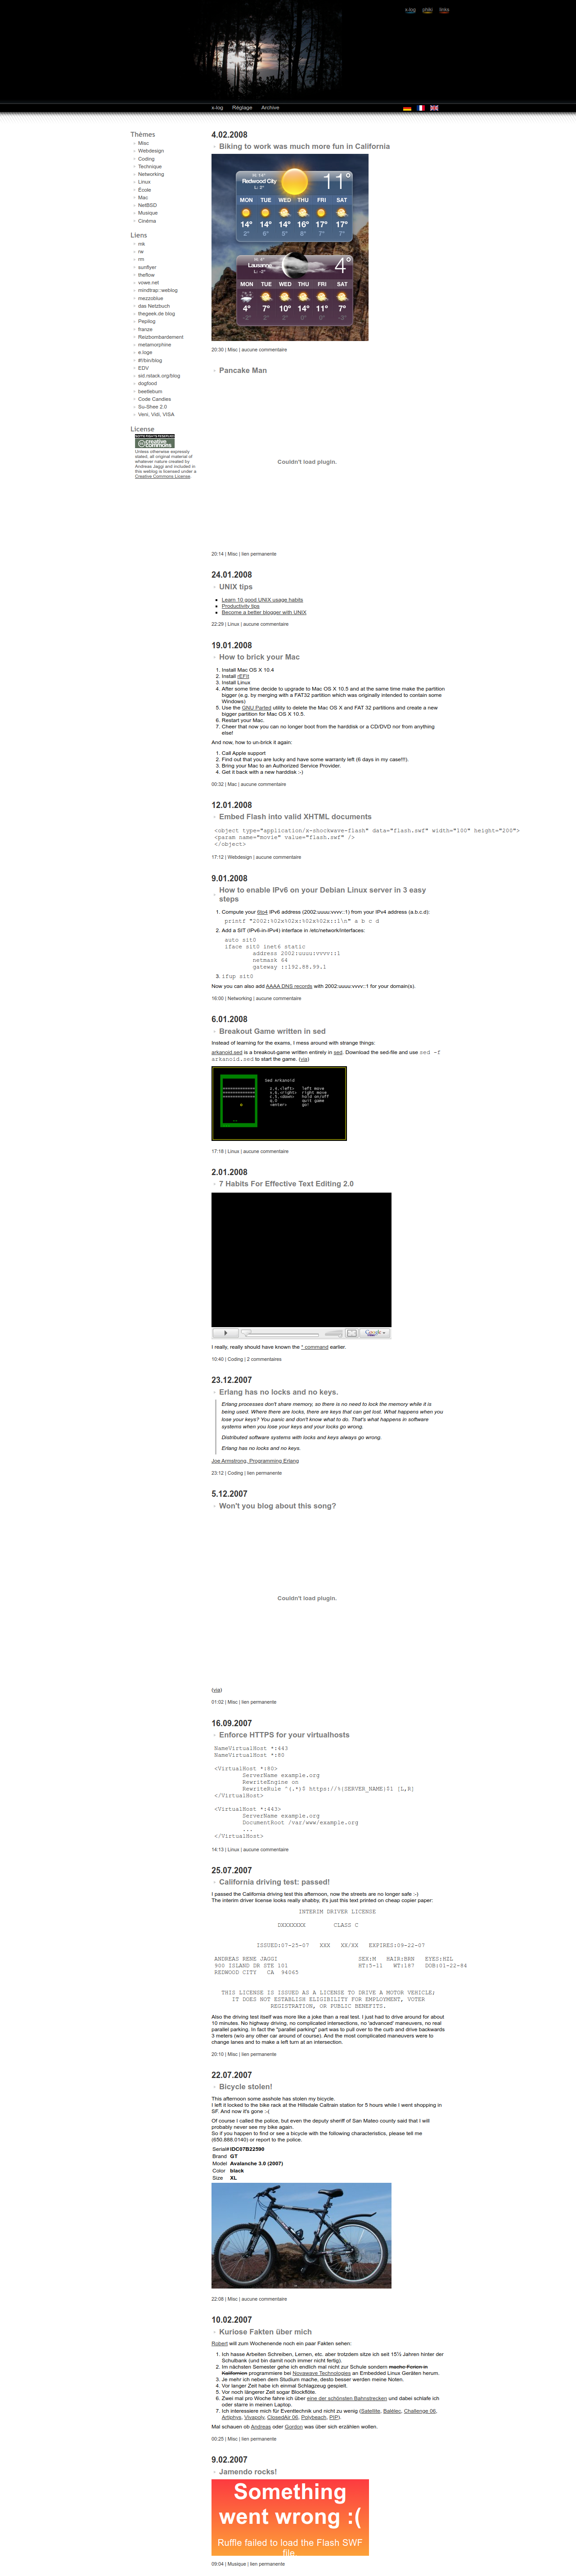 x-log phiki links
x-log Réglage Archive
Thèmes
Misc
Webdesign
Coding
Technique
Networking
Linux
École
Mac
NetBSD
Musique
Cinéma
Liens
mk
rw
rm
sunflyer
theflow
vowe.net
mindtrap::weblog
mezzoblue
das Netzbuch
thegeek.de blog
Pepilog
franze
Reizbombardement
metamorphine
e.loge
#!/bin/blog
EDV
sid.rstack.org/blog
dogfood
beetlebum
Code Candies
Su-Shee 2.0
Veni, Vidi, VISA
License
creative commons
Unless otherwise expressly
stated, all original material of
whatever nature created by
Andreas Jaggi and included in
this weblog is licensed under a
Creative Commons License.
4.02.2008
Biking to work was much more fun in California
Redwood City 11°
MON TUE WED THU FRI SAT
14° 14° 14° 16° 17° 17°
Lausanne 4°
MON TUE WED THU FRI SAT
4° 7° 10° 14° 11° 7°
20:30 | Misc | aucune commentaire
Pancake Man
Couldn't load plugin.
20:14 | Misc | lien permanente
24.01.2008
UNIX tips
Learn 10 good UNIX usage habits
Productivity tips
Become a better blogger with UNIX
22:29 | Linux | aucune commentaire
19.01.2008
How to brick your Mac
1. Install Mac OS X 10.4
2. Install rEFIt
3. Install Linux
4. After some time decide to upgrade to Mac OS X 10.5 and at the same time make the partition
bigger (e.g. by merging with a FAT32 partition which was originally intended to contain some
Windows)
5. Use the GNU Parted utility to delete the Mac OS X and FAT 32 partitions and create a new
bigger partition for Mac OS X 10.5.
6. Restart your Mac.
7. Cheer that now you can no longer boot from the harddisk or a CD/DVD nor from anything
else!
And now, how to un-brick it again:
1. Call Apple support
2. Find out that you are lucky and have some warranty left (6 days in my case!!!).
3. Bring your Mac to an Authorized Service Provider.
4. Get it back with a new harddisk :-)
00:32 | Mac | aucune commentaire
12.01.2008
Embed Flash into valid XHTML documents
<object type="application/x-shockwave-flash" data="flash.swf" width="100" height="200">
<param name="movie" value="flash.swf" />
</object>
17:12 | Webdesign | aucune commentaire
9.01.2008
How to enable IPv6 on your Debian Linux server in 3 easy
steps
1. Compute your 6to4 IPv6 address (2002:uuuu:vvvv::1) from your IPv4 address (a.b.c.d):
printf "2002:%02x%02x:%02x%02x::1\n" a b c d
2. Add a SIT (IPv6-in-IPv4) interface in /etc/network/interfaces:
auto sit0
iface sit0 inet6 static
address 2002:uuuu:vvvv::1
netmask 64
gateway ::192.88.99.1
3. ifup sit0
Now you can also add AAAA DNS records with 2002:uuuu:vvvv::1 for your domain(s).
16:00 | Networking | aucune commentaire
6.01.2008
Breakout Game written in sed
Instead of learning for the exams, I mess around with strange things:
arkanoid.sed is a breakout-game written entirely in sed. Download the sed-file and use sed -f
arkanoid.sed to start the game. (via)
Sed Arkanoid
17:18 | Linux | aucune commentaire
2.01.2008
7 Habits For Effective Text Editing 2.0
Google
I really, really should have known the * command earlier.
10:40 | Coding | 2 commentaires
23.12.2007
Erlang has no locks and no keys.
Erlang processes don't share memory, so there is no need to lock the memory while it is
being used. Where there are locks, there are keys that can get lost. What happens when you
lose your keys? You panic and don't know what to do. That's what happens in software
systems when you lose your keys and your locks go wrong.
Distributed software systems with locks and keys always go wrong.
Erlang has no locks and no keys.
Joe Armstrong, Programming Erlang
23:12 | Coding | lien permanente
5.12.2007
Won't you blog about this song?
Couldn't load plugin.
(via)
01:02 | Misc | lien permanente
16.09.2007
Enforce HTTPS for your virtualhosts
NameVirtualHost *:443
NameVirtualHost *:80
<VirtualHost *:80>
ServerName example.org
RewriteEngine on
RewriteRule ^(.*)$ https://%{SERVER_NAME}$1 [L,R]
</VirtualHost>
<VirtualHost *:443>
ServerName example.org
DocumentRoot /var/www/example.org
...
</VirtualHost>
14:13 | Linux | aucune commentaire
25.07.2007
California driving test: passed!
I passed the California driving test this afternoon, now the streets are no longer safe :-)
The interim driver license looks really shabby, it's just this text printed on cheap copier paper:
INTERIM DRIVER LICENSE
DXXXXXXX CLASS C
ISSUED:07-25-07 XXX XX/XX EXPIRES:09-22-07
ANDREAS RENE JAGGI SEX:M HAIR:BRN EYES:HZL
900 ISLAND DR STE 101 HT:5-11 WT:187 DOB:01-22-84
REDWOOD CITY CA 94065
THIS LICENSE IS ISSUED AS A LICENSE TO DRIVE A MOTOR VEHICLE;
IT DOES NOT ESTABLISH ELIGIBILITY FOR EMPLOYMENT, VOTER
REGISTRATION, OR PUBLIC BENEFITS.
Also the driving test itself was more like a joke than a real test. I just had to drive around for about
10 minutes. No highway driving, no complicated intersections, no 'advanced' maneuvers, no real
parallel parking. In fact the "parallel parking" part was to pull over to the curb and drive backwards
3 meters (w/o any other car around of course). And the most complicated maneuvers were to
change lanes and to make a left turn at an intersection.
20:10 | Misc | lien permanente
22.07.2007
Bicycle stolen!
This afternoon some asshole has stolen my bicycle.
I left it locked to the bike rack at the Hillsdale Caltrain station for 5 hours while I went shopping in
SF. And now it's gone :-(
Of course I called the police, but even the deputy sheriff of San Mateo county said that I will
probably never see my bike again.
So if you happen to find or see a bicycle with the following characteristics, please tell me
(650.888.0140) or report to the police.
Serial# IDC07B22590
Brand GT
Model Avalanche 3.0 (2007)
Color black
Size XL
22:08 | Misc | aucune commentaire
10.02.2007
Kuriose Fakten über mich
Robert will zum Wochenende noch ein paar Fakten sehen:
1. Ich hasse Arbeiten Schreiben, Lernen, etc. aber trotzdem sitze ich seit 15½ Jahren hinter der
Schulbank (und bin damit noch immer nicht fertig).
2. Im nächsten Semester gehe ich endlich mal nicht zur Schule sondern mache Ferien in
Kalifornien programmiere bei Novawave Technologies an Embedded Linux Geräten herum.
3. Je mehr ich neben dem Studium mache, desto besser werden meine Noten.
4. Vor langer Zeit habe ich einmal Schlagzeug gespielt.
5. Vor noch längerer Zeit sogar Blockflöte.
6. Zwei mal pro Woche fahre ich über eine der schönsten Bahnstrecken und dabei schlafe ich
oder starre in meinen Laptop.
7. Ich interessiere mich für Eventtechnik und nicht zu wenig (Satellite, Balélec, Challenge 06,
Artiphys, Vivapoly, ClosedAir 06, Polybeach, PIP).
Mal schauen ob Andreas oder Gordon was über sich erzählen wollen.
00:25 | Misc | lien permanente
9.02.2007
Jamendo rocks!
Something
went wrong :(
Ruffle failed to load the Flash SWF
file
09:04 | Musique | lien permanente